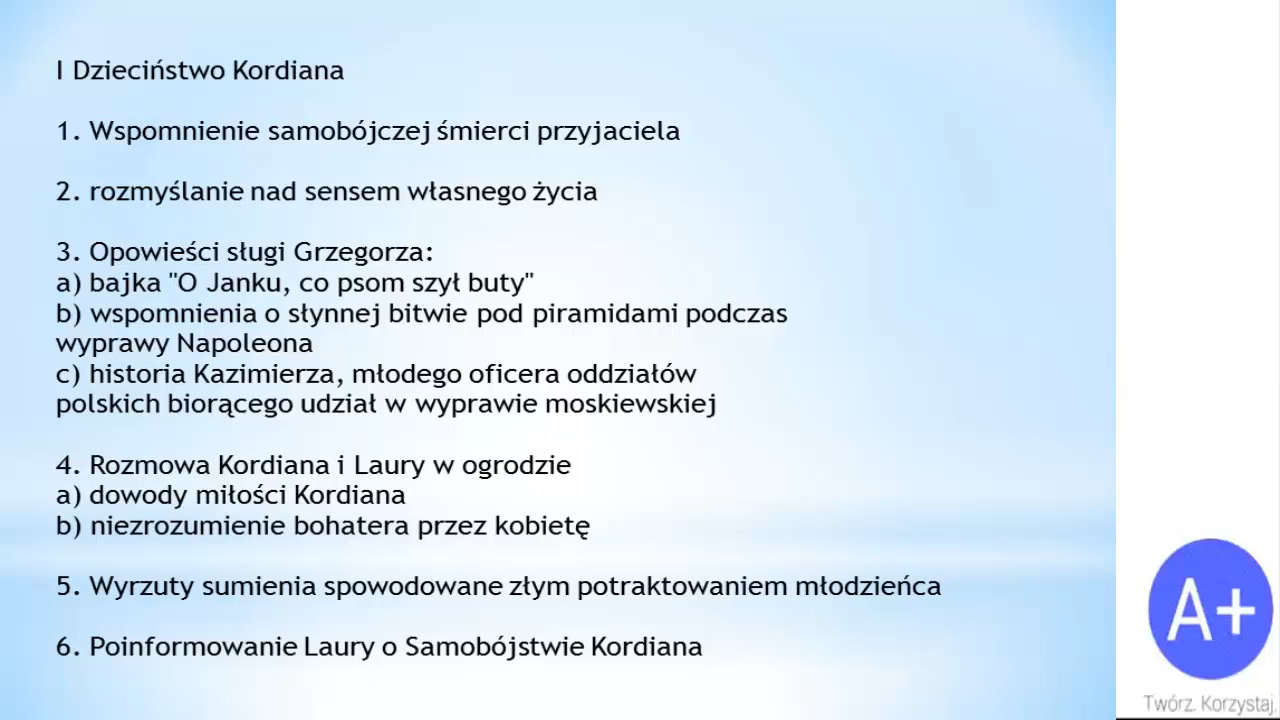 I Dzieciństwo Kordiana
1. Wspomnienie samobójczej śmierci przyjaciela
2. rozmyślanie nad sensem własnego życia
3. Opowieści sługi Grzegorza:
a) bajka "O Janku, co psom szył buty"
b) wspomnienia o słynnej bitwie pod piramidami podczas
wyprawy Napoleona
c) historia Kazimierza, młodego oficera oddziałów
polskich biorącego udział w wyprawie moskiewskiej
4. Rozmowa Kordiana i Laury w ogrodzie
a) dowody miłości Kordiana
b) niezrozumienie bohatera przez kobietę
5. Wyrzuty sumienia spowodowane złym potraktowaniem młodzieńca
6. Poinformowanie Laury o Samobójstwie Kordiana
A+
Twórz. Korzystaj.